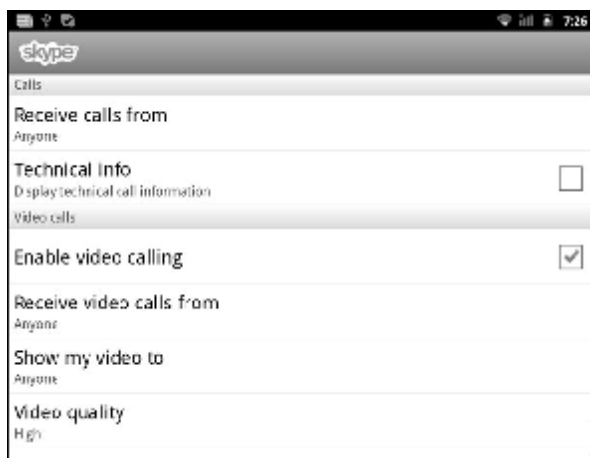 7:26
skype
Calls
Receive calls from
Anyone
Technical info
Display technical call information
Video calls
Enable video calling
Receive video calls from
Anyone
Show my video to
Anyone
Video quality
High